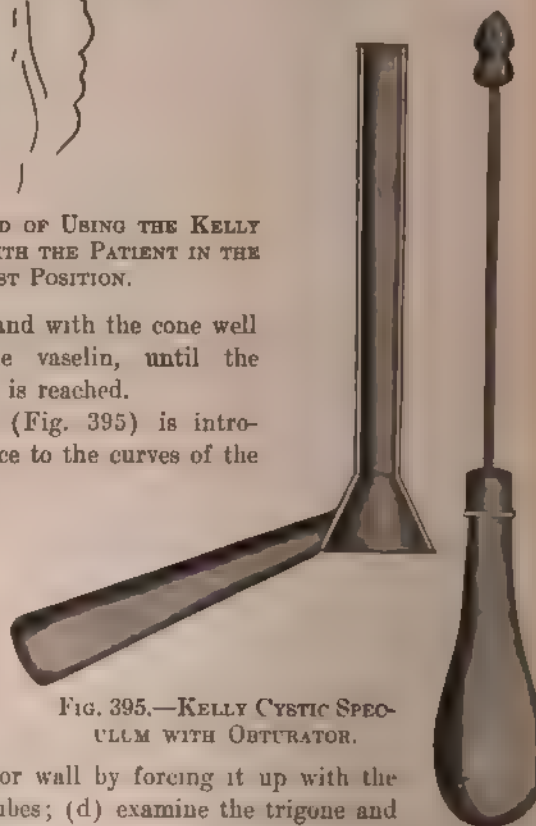 D OF USING THE KELLY
TH THE PATIENT IN THE
ST POSITION.
and with the cone well
e vaselin, until the
is reached.
(Fig. 395) is intro-
ce to the curves of the
FIG. 395.—KELLY CYSTIC SPEC-
ULUM WITH OBTURATOR.
or wall by forcing it up with the
ubes; (d) examine the trigone and